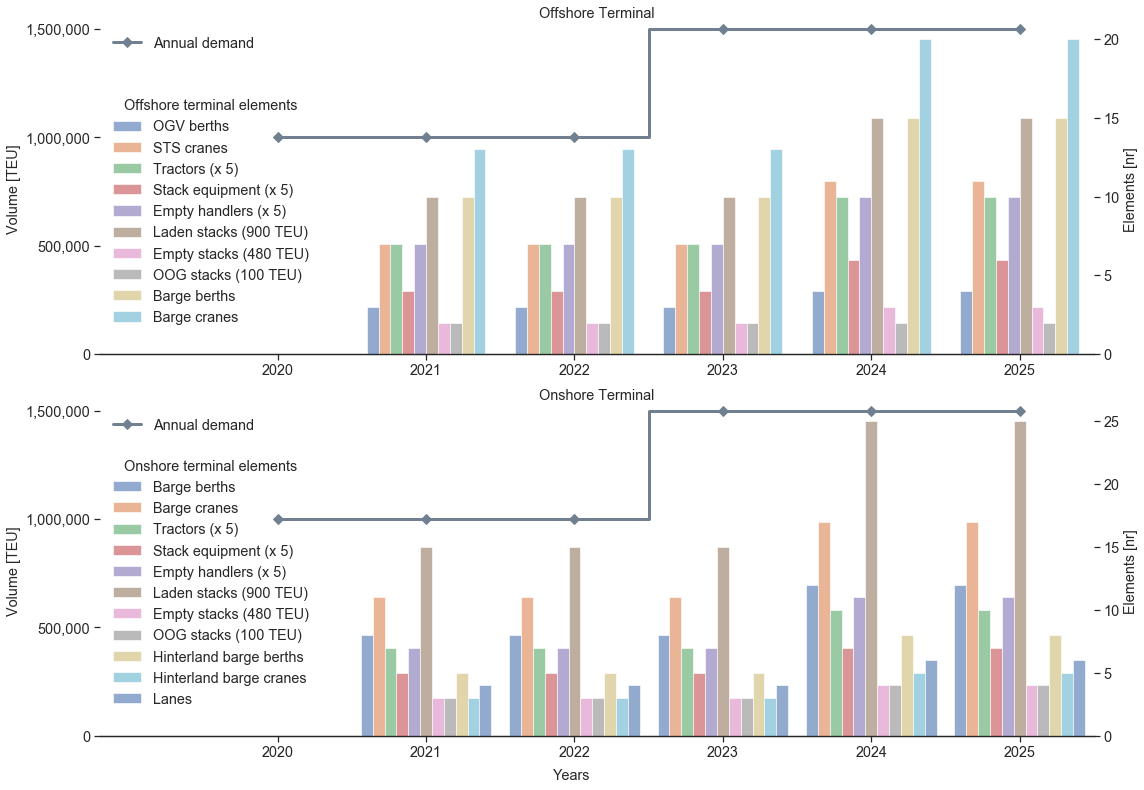 Offshore Terminal
1,500,000
1,000,000
500,000
0
Volume [TEU]
Annual demand
Offshore terminal elements
OGV berths
STS cranes
Tractors (x 5)
Stack equipment (x 5)
Empty handlers (x 5)
Laden stacks (900 TEU)
Empty stacks (480 TEU)
OOG stacks (100 TEU)
Barge berths
Barge cranes
20
15
10
5
0
Elements [nr]
2020 2021 2022 2023 2024 2025
Onshore Terminal
1,500,000
1,000,000
500,000
0
Volume [TEU]
Annual demand
Onshore terminal elements
Barge berths
Barge cranes
Tractors (x 5)
Stack equipment (x 5)
Empty handlers (x 5)
Laden stacks (900 TEU)
Empty stacks (480 TEU)
OOG stacks (100 TEU)
Hinterland barge berths
Hinterland barge cranes
Lanes
25
20
15
10
5
0
Elements [nr]
2020 2021 2022 2023 2024 2025
Years